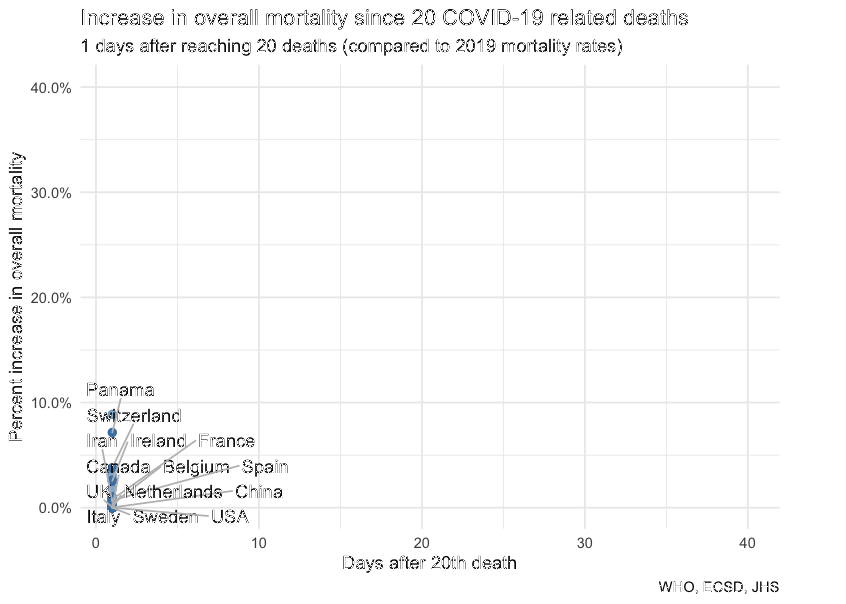 Increase in overall mortality since 20 COVID-19 related deaths
1 days after reaching 20 deaths (compared to 2019 mortality rates)
Percent increase in overall mortality
40.0%
30.0%
20.0%
10.0%
0.0%
Panama
Switzerland
Iran Ireland France
Canada Belgium Spain
UK Netherlands China
Italy Sweden USA
0 10 20 30 40
Days after 20th death
WHO, ECSD, JHS